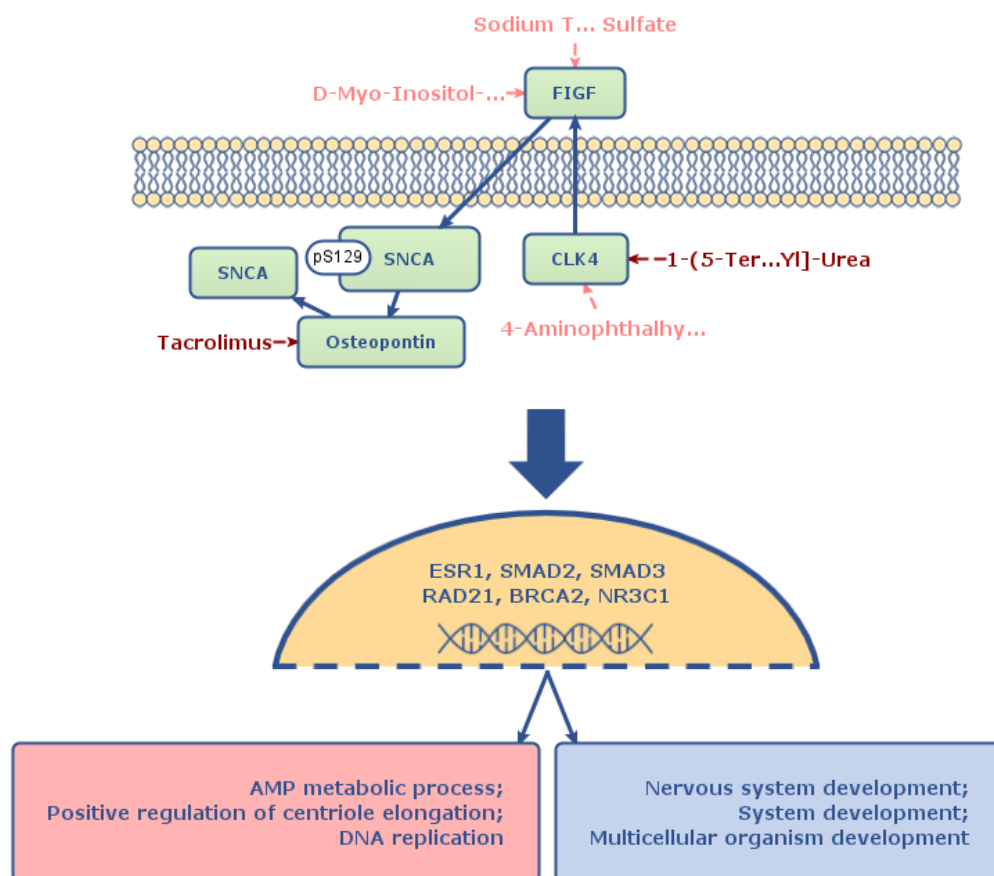 Sodium T... Sulfate
D-Myo-Inositol-...
FIGF
pS129
SNCA
SNCA
CLK4
1-(5-Ter...Yl]-Urea
4-Aminophthalhy...
Tacrolimus
Osteopontin
ESR1, SMAD2, SMAD3
RAD21, BRCA2, NR3C1
AMP metabolic process;
Positive regulation of centriole elongation;
DNA replication
Nervous system development;
System development;
Multicellular organism development